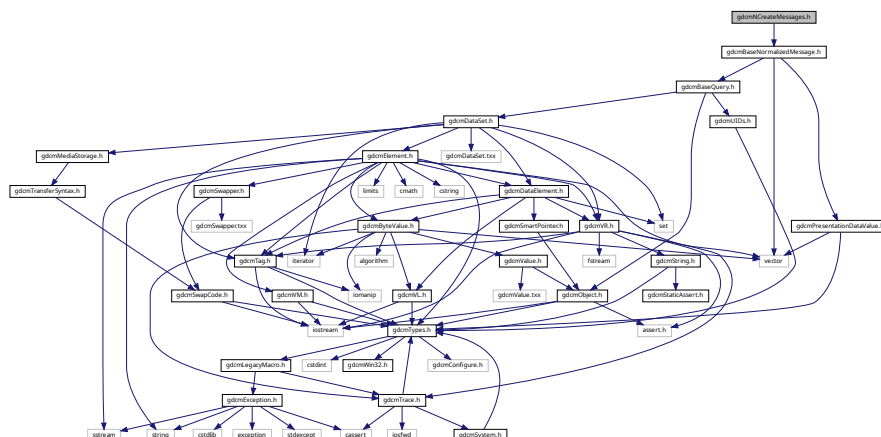 gdcmNCreateMessages.h
gdcmBaseNormalizedMessage.h
gdcmBaseQuery.h
gdcmDataSet.h
gdcmUIDs.h
gdcmMediaStorage.h
gdcmElement.h
gdcmDataSet.txx
gdcmTransferSyntax.h
gdcmSwapper.h
limits
cmath
cstring
gdcmDataElement.h
gdcmSwapper.txx
gdcmByteValue.h
gdcmSmartPointer.h
gdcmVR.h
set
gdcmPresentationDataValue.h
gdcmTag.h
iterator
algorithm
gdcmValue.h
fstream
gdcmString.h
vector
gdcmSwapCode.h
gdcmVM.h
iomanip
gdcmVL.h
gdcmValue.txx
gdcmObject.h
gdcmStaticAssert.h
iostream
gdcmTypes.h
assert.h
gdcmLegacyMacro.h
cstdint
gdcmWin32.h
gdcmConfigure.h
gdcmException.h
gdcmTrace.h
sstream
string
cstdlib
exception
stdexcept
cassert
iosfwd
gdcmSystem.h